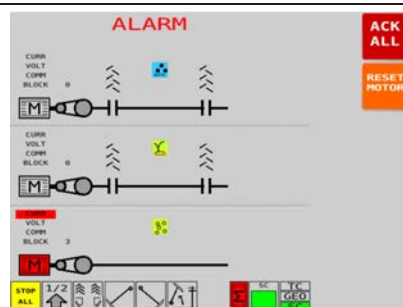 ALARM
ACK
ALL
RESET
MOTOR
CURR
VOLT
COMM
BLOCK 0
M
CURR
VOLT
COMM
BLOCK 0
M
CURR
VOLT
COMM
BLOCK 3
M
STOP
ALL
1/2
Σ
SC
TC
GEO